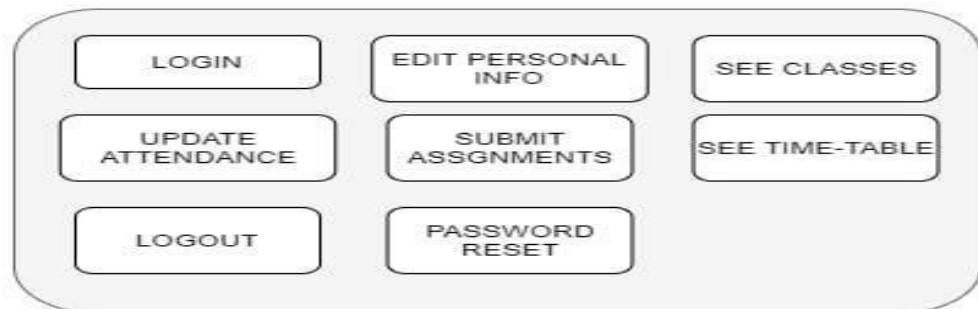 LOGIN
EDIT PERSONAL
INFO
SEE CLASSES
UPDATE
ATTENDANCE
SUBMIT
ASSGNMENTS
SEE TIME-TABLE
LOGOUT
PASSWORD
RESET